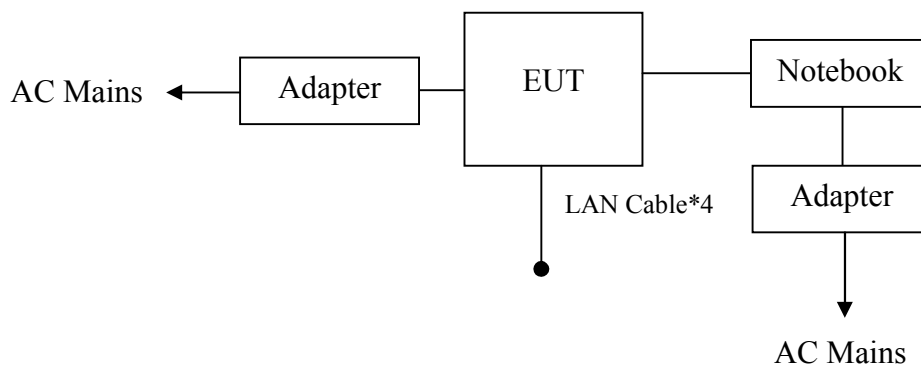 AC Mains
Adapter
EUT
Notebook
LAN Cable*4
Adapter
AC Mains